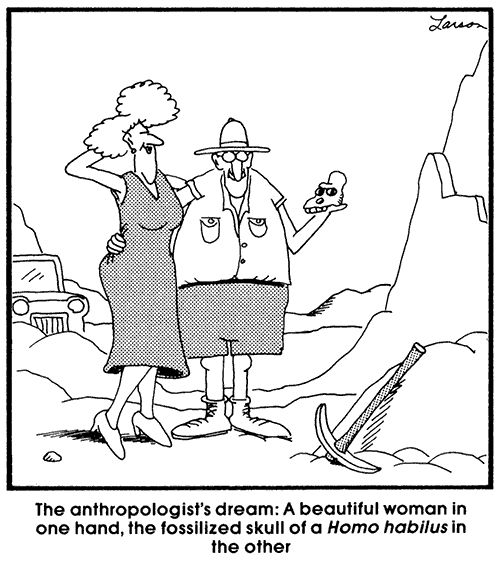 Larson
The anthropologist's dream: A beautiful woman in
one hand, the fossilized skull of a Homo habilus in
the other